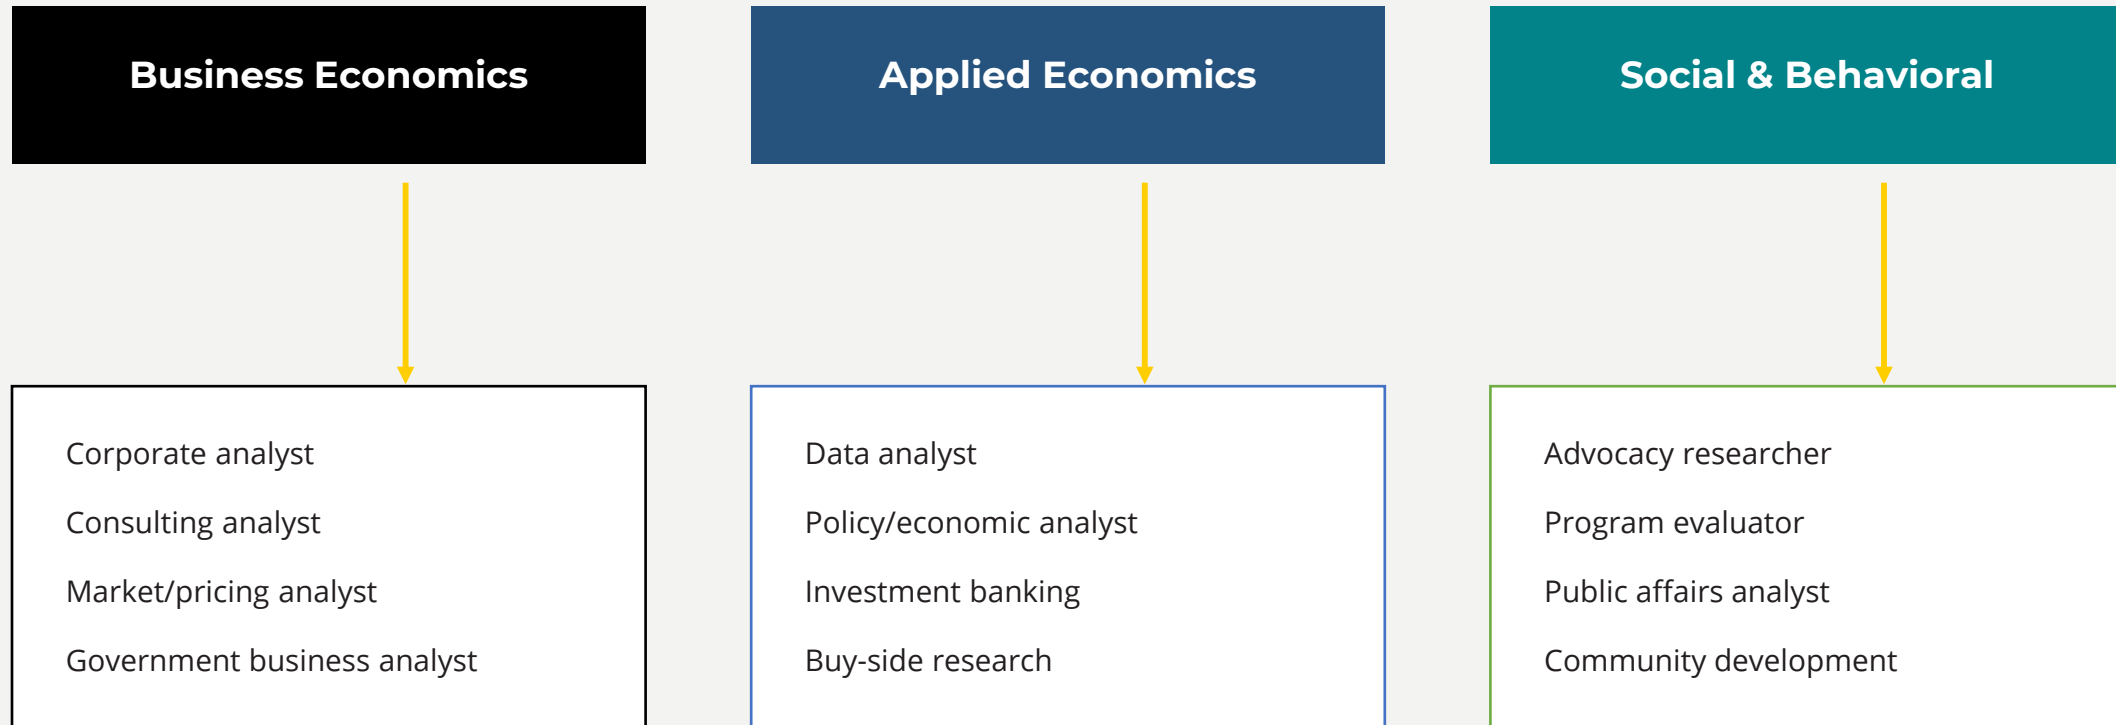 Business Economics
Applied Economics
Social & Behavioral
Corporate analyst
Consulting analyst
Market/pricing analyst
Government business analyst
Data analyst
Policy/economic analyst
Investment banking
Buy-side research
Advocacy researcher
Program evaluator
Public affairs analyst
Community development